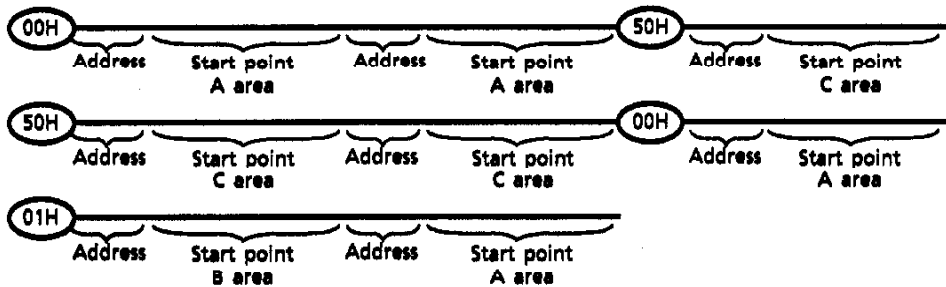 00H 50H
Address Start point Address Start point Address Start point
A area A area C area
50H 00H
Address Start point Address Start point Address Start point
C area C area A area
01H
Address Start point Address Start point
B area A area